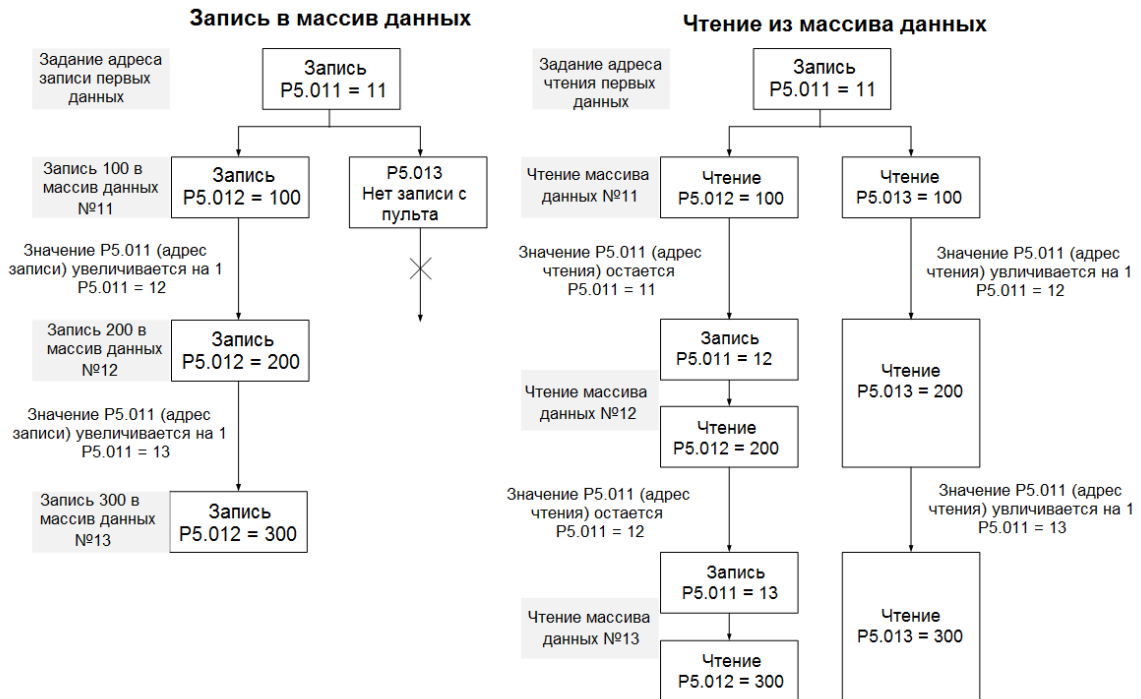 Запись в массив данных
Задание адреса
записи первых
данных
Запись
P5.011 = 11
Запись 100 в
массив данных
№11
Запись
P5.012 = 100
P5.013
Нет записи с
пульта
Значение P5.011 (адрес
записи) увеличивается на 1
P5.011 = 12
Запись 200 в
массив данных
№12
Запись
P5.012 = 200
Значение P5.011 (адрес
записи) увеличивается на 1
P5.011 = 13
Запись 300 в
массив данных
№13
Запись
P5.012 = 300
Чтение из массива данных
Задание адреса
чтения первых
данных
Запись
P5.011 = 11
Чтение массива
данных №11
Чтение
P5.012 = 100
Чтение
P5.013 = 100
Значение P5.011 (адрес
чтения) остается
P5.011 = 11
Значение P5.011 (адрес
чтения) увличивается на 1
P5.011 = 12
Запись
P5.011 = 12
Чтение массива
данных №12
Чтение
P5.012 = 200
Чтение
P5.013 = 200
Значение P5.011 (адрес
чтения) остается
P5.011 = 12
Значение P5.011 (адрес
чтения) увличивается на 1
P5.011 = 13
Запись
P5.011 = 13
Чтение массива
данных №13
Чтение
P5.012 = 300
Чтение
P5.013 = 300